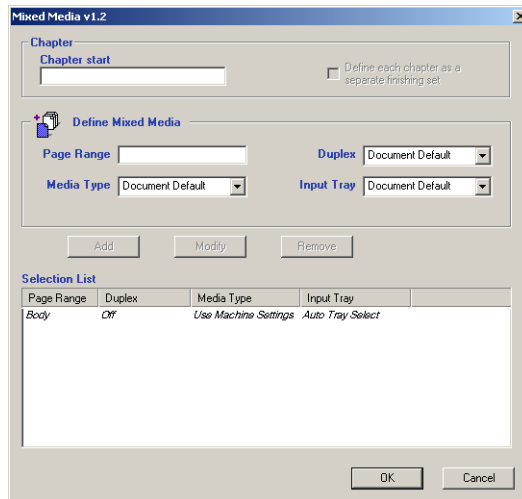 Mixed Media v1.2
Chapter
Chapter start
Define each chapter as a
separate finishing set
Define Mixed Media
Page Range
Duplex Document Default
Media Type Document Default
Input Tray Document Default
Add Modify Remove
Selection List
Page Range Duplex Media Type Input Tray
Body Off Use Machine Settings Auto Tray Select
OK Cancel